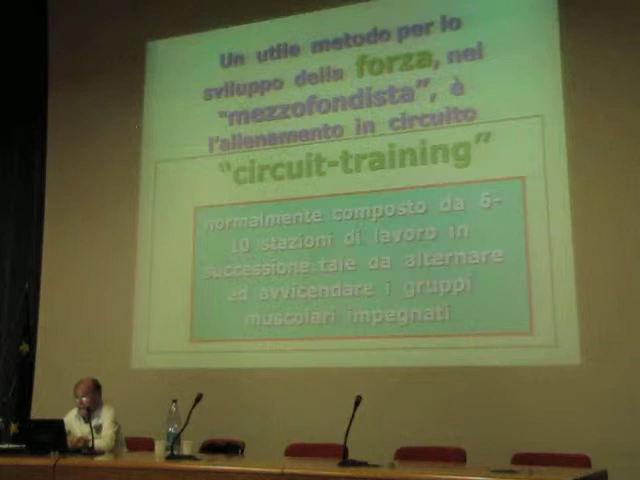 Un utile metodo per lo
sviluppo della forza, nel
"mezzofondista", è
l'allenamento in circuito
"circuit-training"
normalmente composto da 6-
10 stazioni di lavoro in
successione tale da alternare
ed avvicendare i gruppi
muscolari impegnati